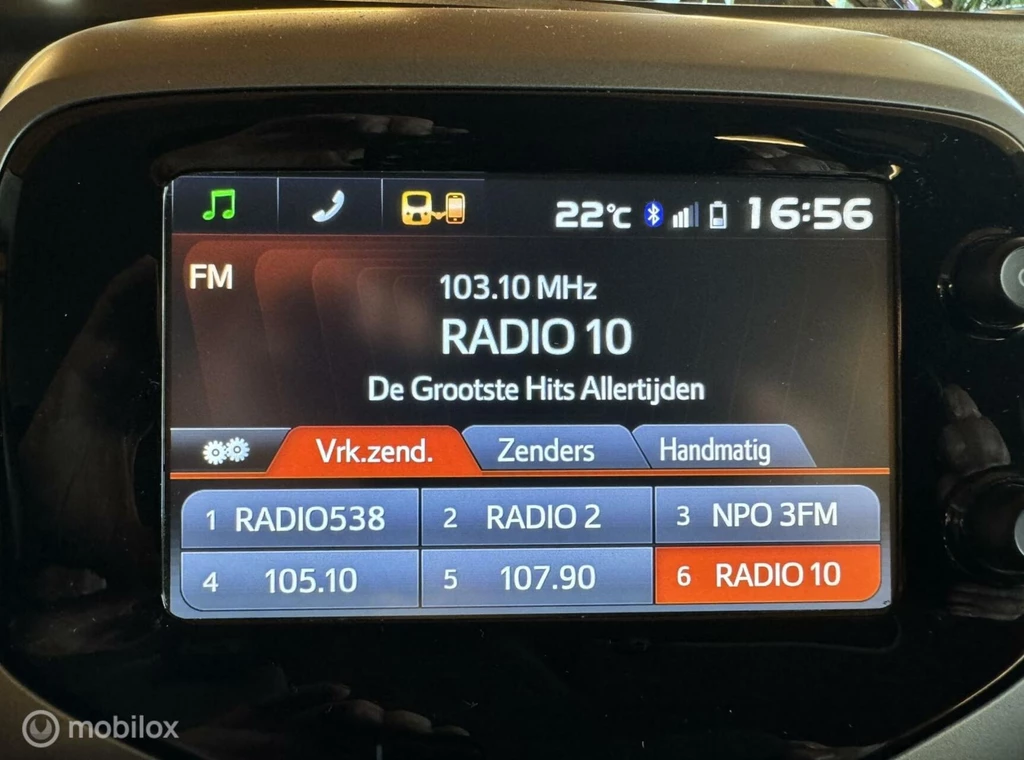 22°C 16:56
FM
103.10 MHz
RADIO 10
De Grootste Hits Allertijden
Vrk.zend. Zenders Handmatig
1 RADIO538 2 RADIO 2 3 NPO 3FM
4 105.10 5 107.90 6 RADIO 10
mobilox